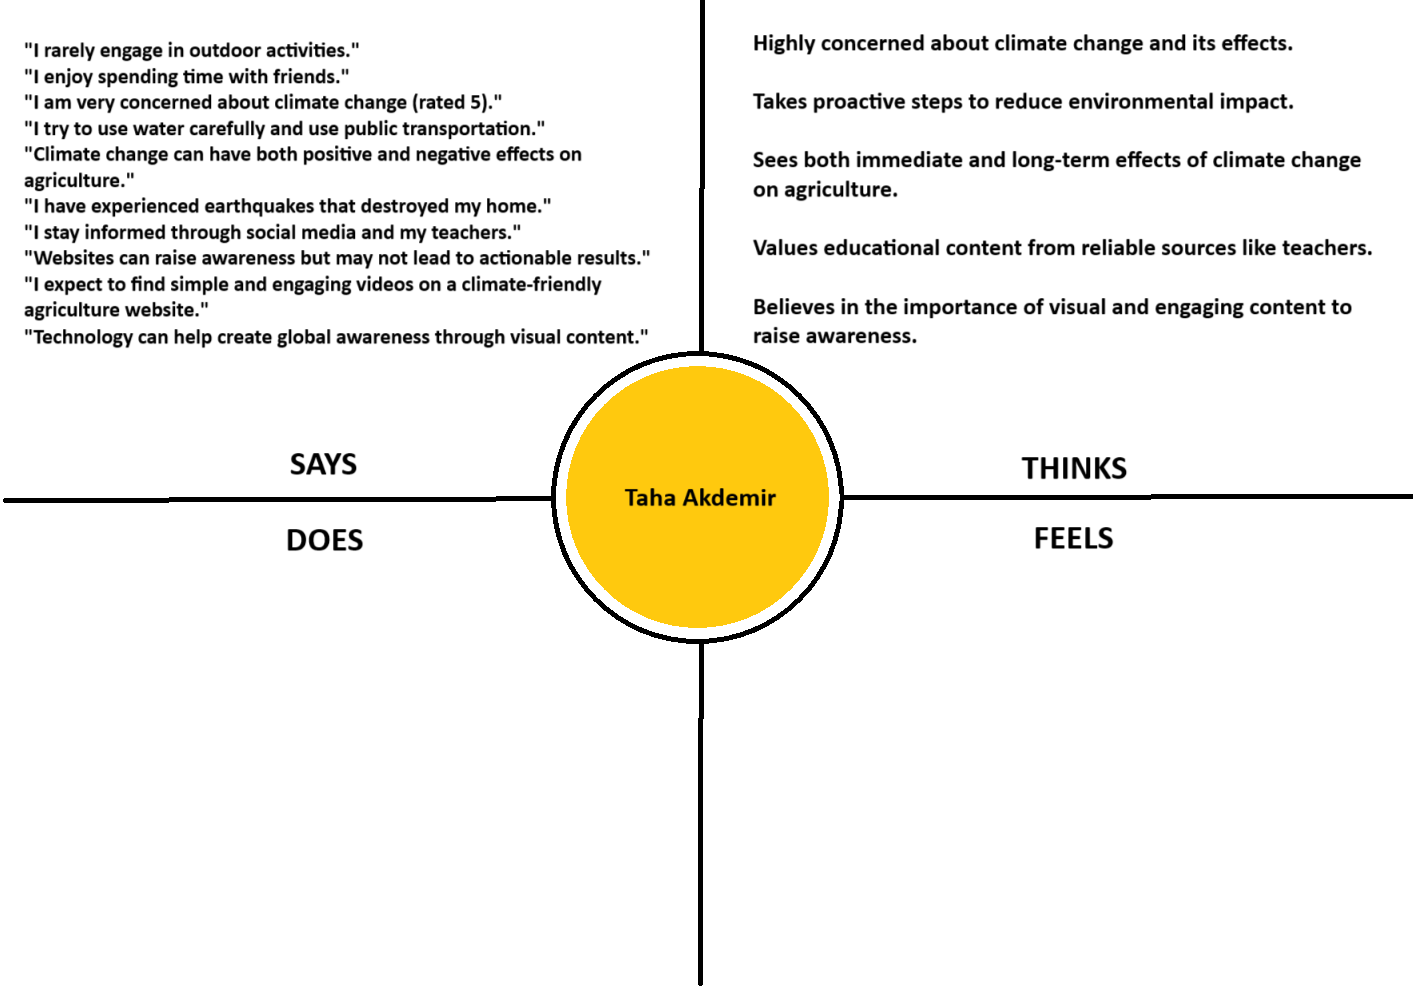 "I rarely engage in outdoor activities."
"I enjoy spending time with friends."
"I am very concerned about climate change (rated 5)."
"I try to use water carefully and use public transportation."
"Climate change can have both positive and negative effects on
agriculture."
"I have experienced earthquakes that destroyed my home."
"I stay informed through social media and my teachers."
"Websites can raise awareness but may not lead to actionable results."
"I expect to find simple and engaging videos on a climate-friendly
agriculture website."
"Technology can help create global awareness through visual content."
SAYS
Highly concerned about climate change and its effects.
Takes proactive steps to reduce environmental impact.
Sees both immediate and long-term effects of climate change
on agriculture.
Values educational content from reliable sources like teachers.
Believes in the importance of visual and engaging content to
raise awareness.
THINKS
Taha Akdemir
DOES
FEELS